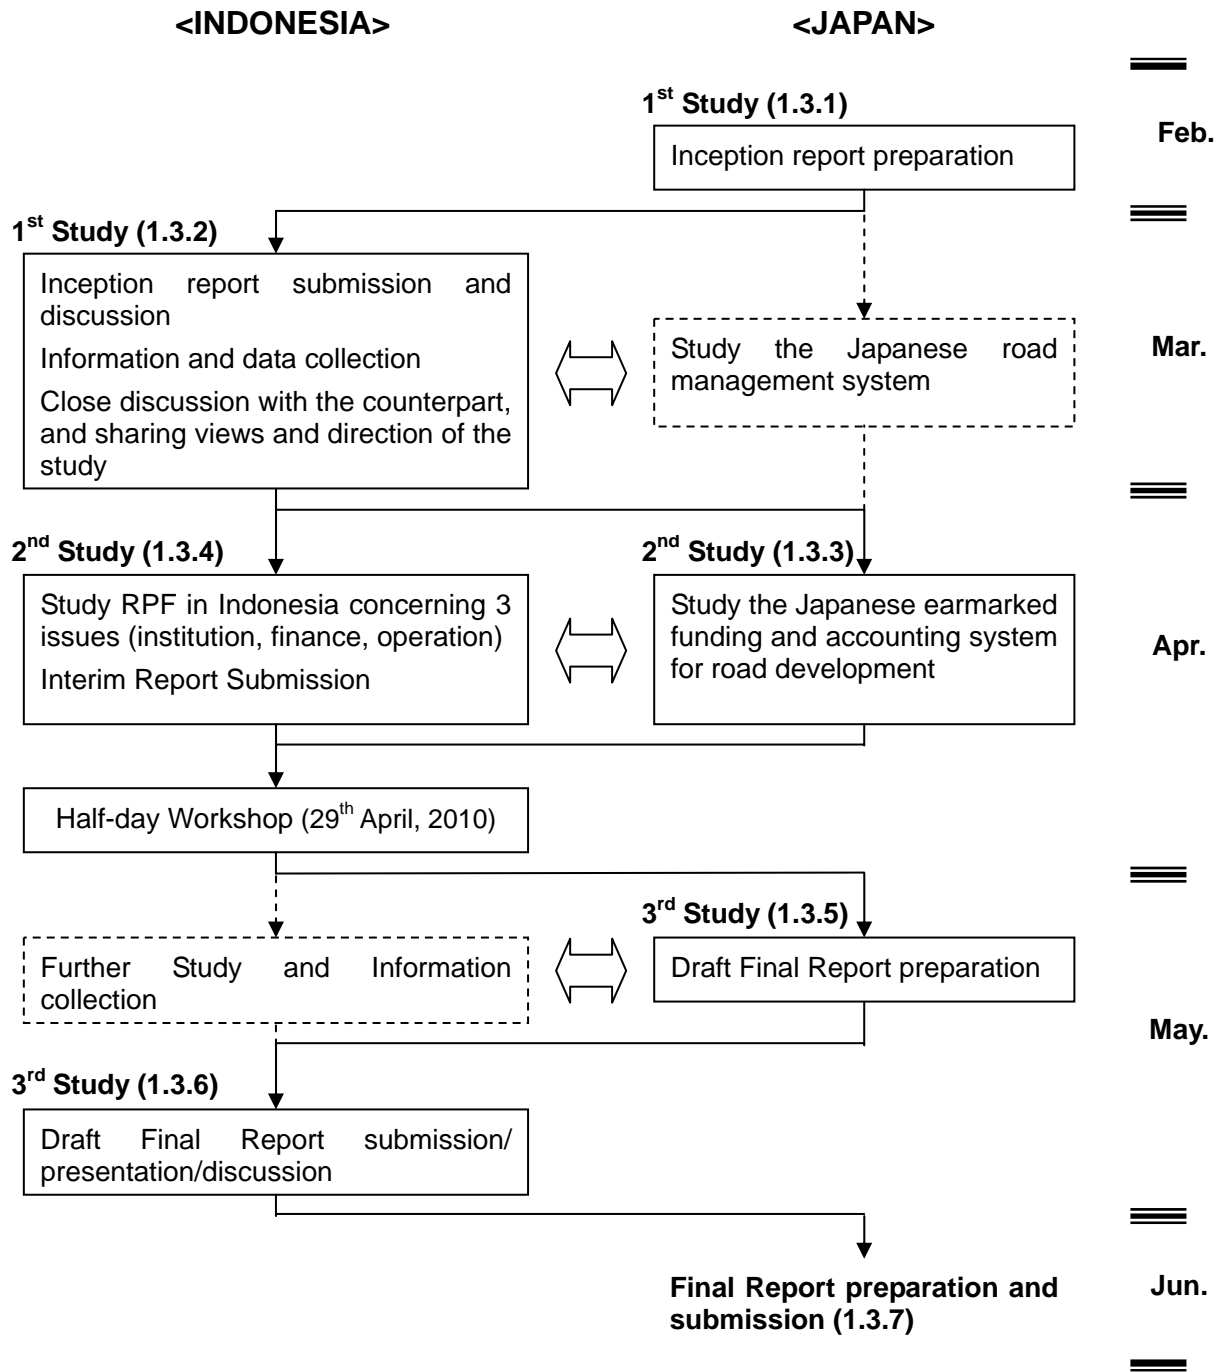 <INDONESIA>
<JAPAN>
1st Study (1.3.1)
Inception report preparation
Feb.
1st Study (1.3.2)
Inception report submission and
discussion
Information and data collection
Close discussion with the counterpart,
and sharing views and direction of the
study
Study the Japanese road
management system
Mar.
2nd Study (1.3.4)
Study RPF in Indonesia concerning 3
issues (institution, finance, operation)
Interim Report Submission
2nd Study (1.3.3)
Study the Japanese earmarked
funding and accounting system
for road development
Apr.
Half-day Workshop (29th April, 2010)
Further Study and Information
collection
3rd Study (1.3.5)
Draft Final Report preparation
May.
3rd Study (1.3.6)
Draft Final Report submission/
presentation/discussion
Final Report preparation and
submission (1.3.7)
Jun.